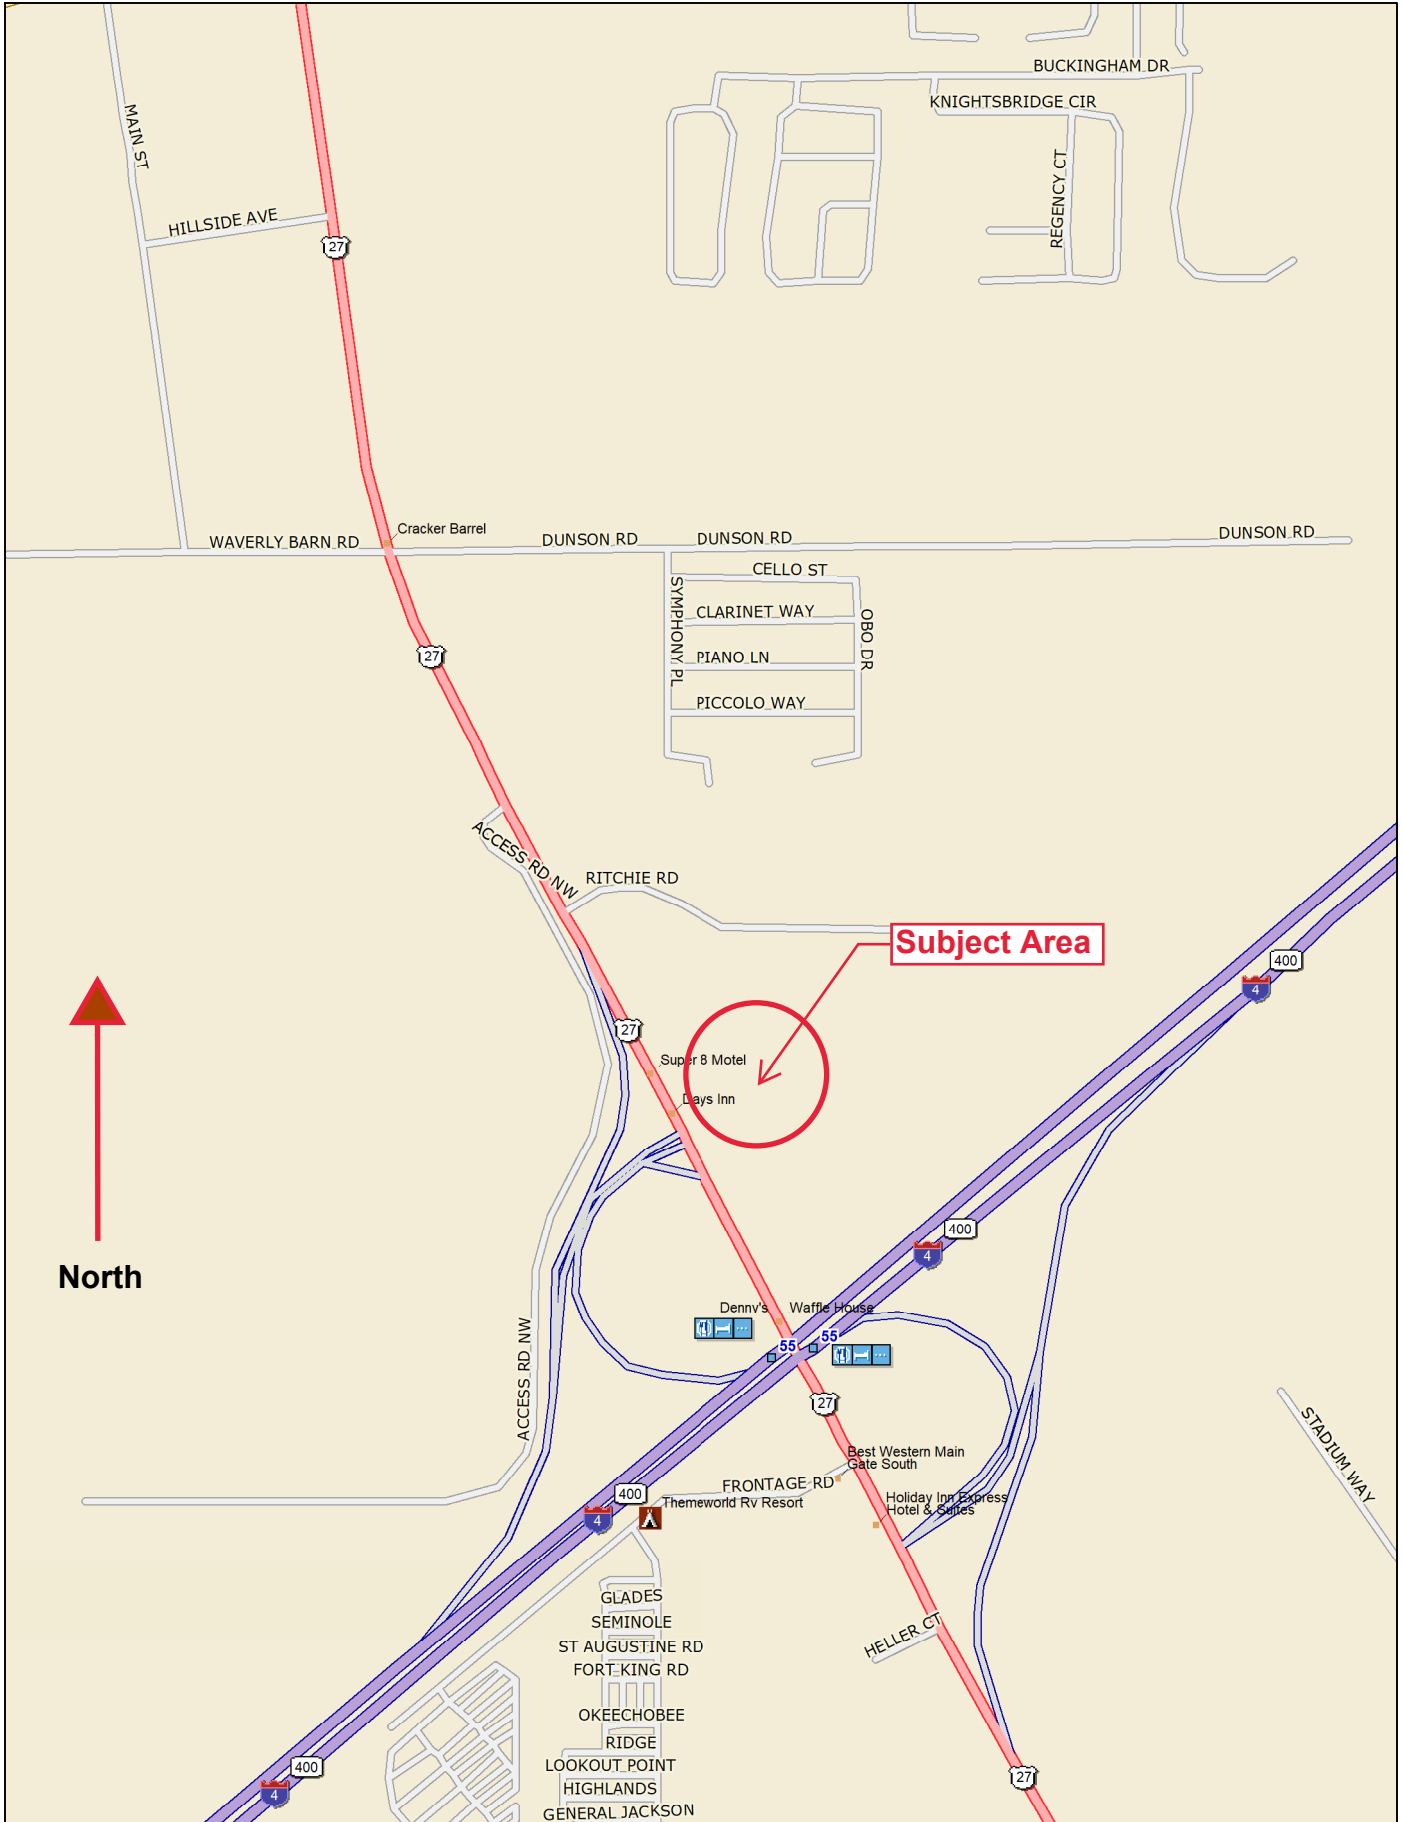 BUCKINGHAM DR
KNIGHTSBRIDGE CIR
MAIN ST
REGENCY CT
HILLSIDE AVE
27
Cracker Barrel
WAVERLY BARN RD
DUNSON RD
DUNSON RD
DUNSON RD
CELLO ST
SYMPHONY PL
CLARINET WAY
OBO DR
27
PIANO LN
PICCOLO WAY
ACCESS RD NW
RITCHIE RD
Subject Area
400
4
27
Super 8 Motel
Days Inn
North
400
4
Denny's
Waffle House
55
55
ACCESS RD NW
27
STADIUM WAY
Best Western Main
Gate South
FRONTAGE RD
400
4
Themeworld Rv Resort
Holiday Inn Express
Hotel & Suites
GLADES
SEMINOLE
HELLER CT
ST AUGUSTINE RD
FORT KING RD
OKEECHOBEE
RIDGE
LOOKOUT POINT
400
4
27
HIGHLANDS
GENERAL JACKSON